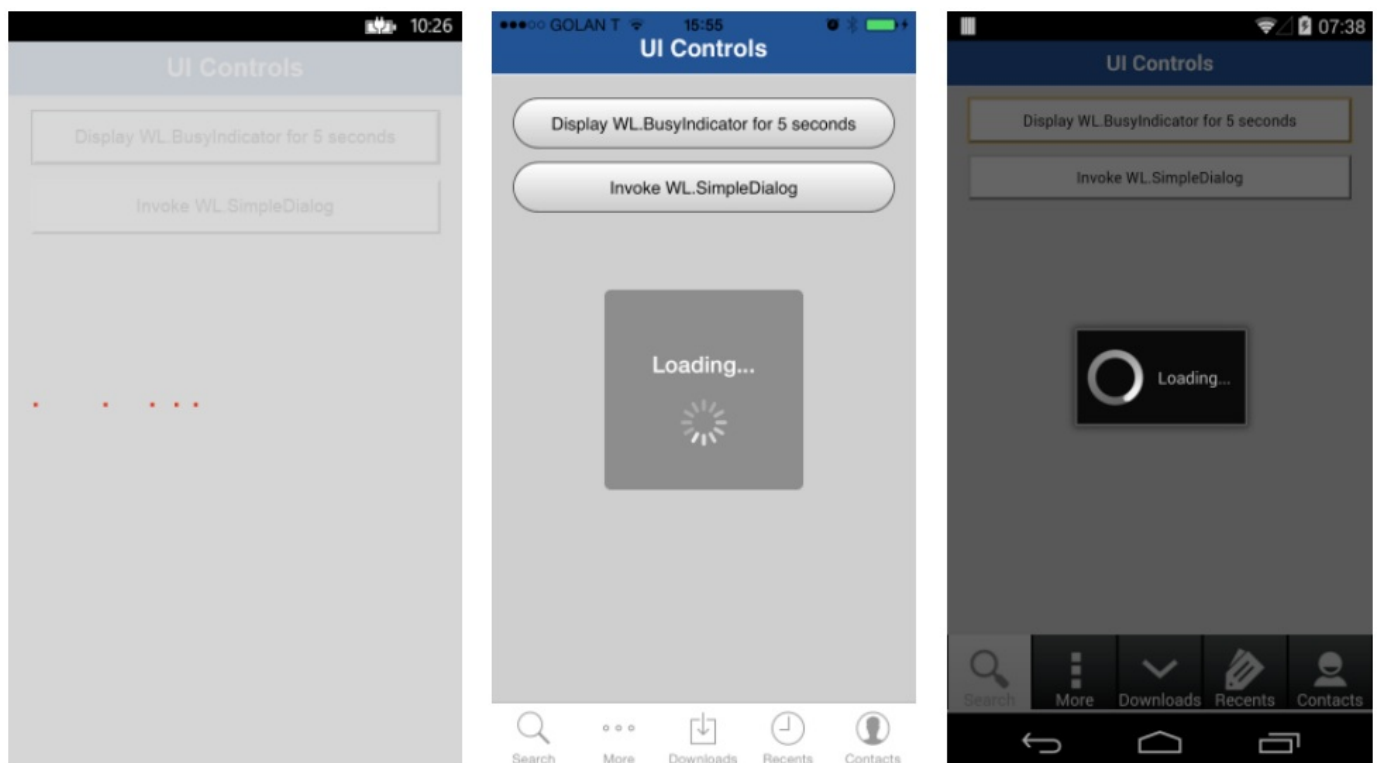 10:26
UI Controls
Display WL.BusyIndicator for 5 seconds
Invoke WL.SimpleDialog
GOLAN T 15:55
UI Controls
Display WL.BusyIndicator for 5 seconds
Invoke WL.SimpleDialog
Loading...
Search More Downloads Recents Contacts
07:38
UI Controls
Display WL.BusyIndicator for 5 seconds
Invoke WL.SimpleDialog
Loading...
Search More Downloads Recents Contacts